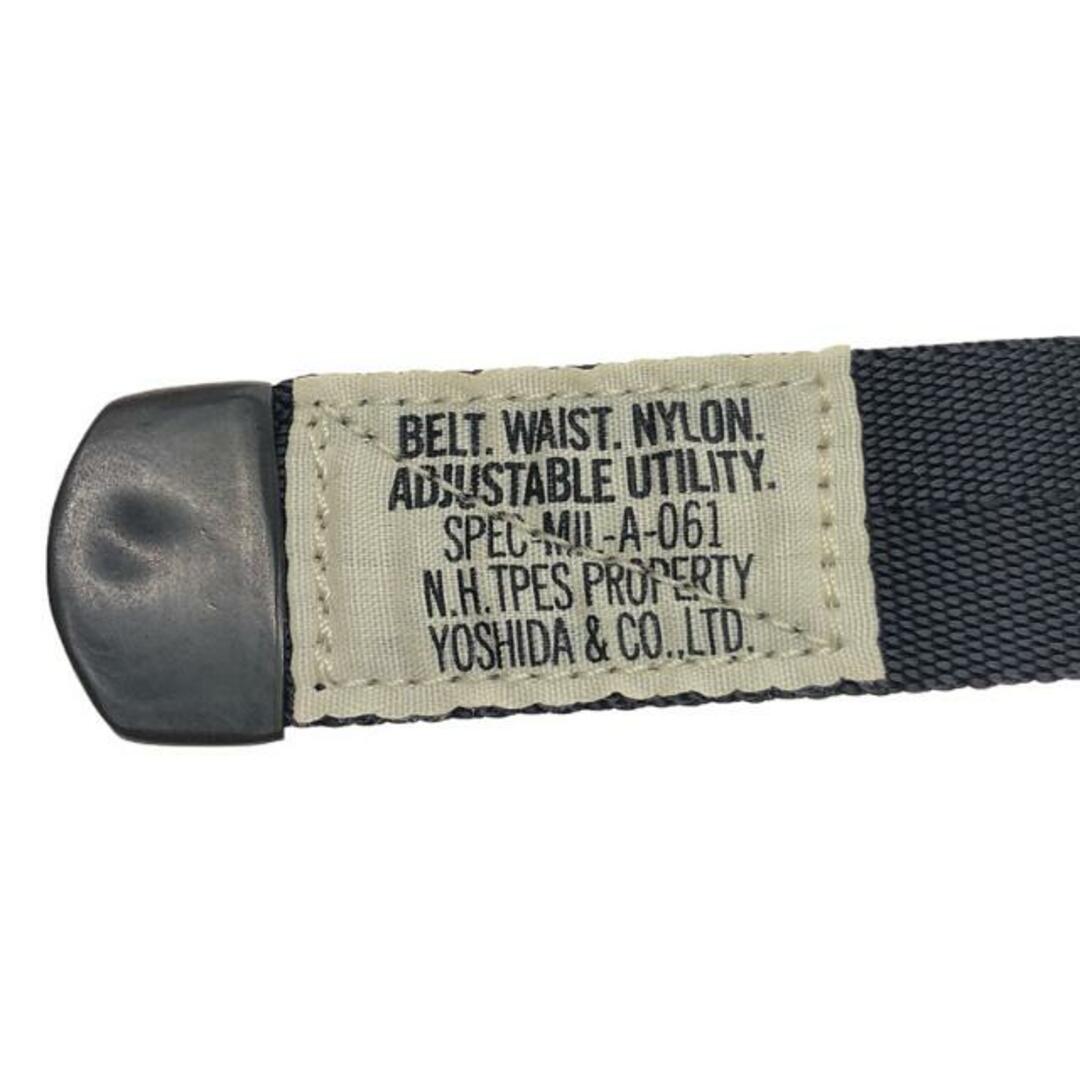 BELT. WAIST. NYLON.
ADJUSTABLE UTILITY.
SPEC-MIL-A-061
N.H.TPES PROPERTY
YOSHIDA & CO.,LTD.